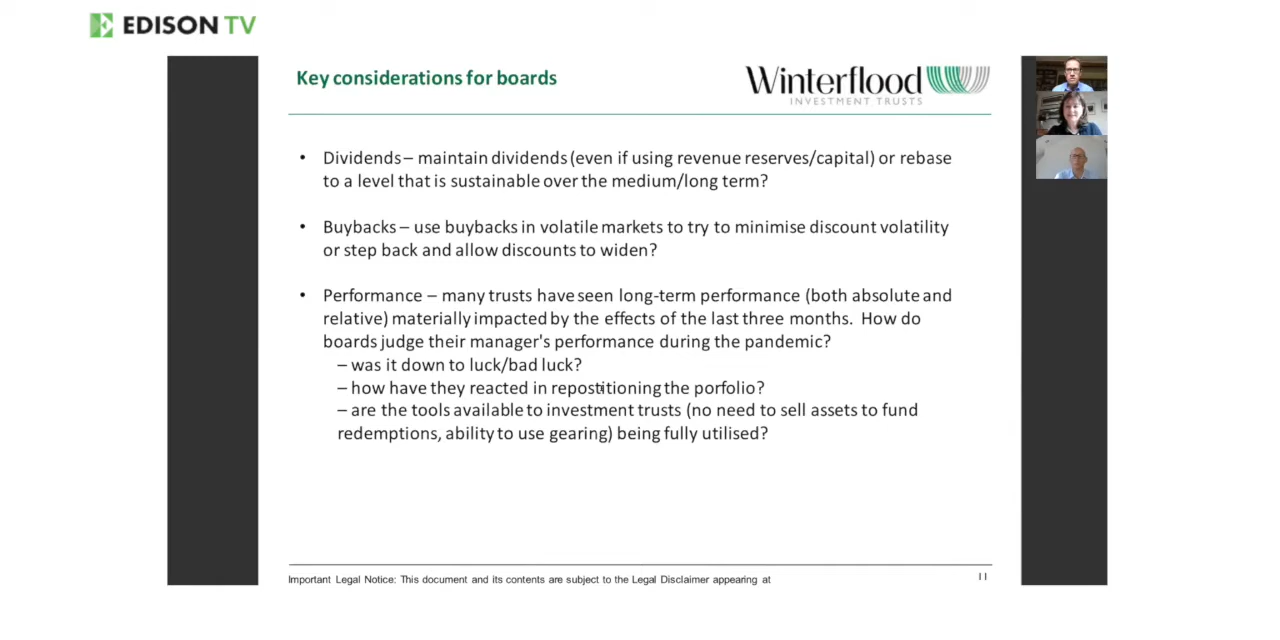 EDISON TV
Key considerations for boards
Winterflood
INVESTMENT TRUSTS
• Dividends – maintain dividends (even if using revenue reserves/capital) or rebase
to a level that is sustainable over the medium/long term?
• Buybacks – use buybacks in volatile markets to try to minimise discount volatility
or step back and allow discounts to widen?
• Performance – many trusts have seen long-term performance (both absolute and
relative) materially impacted by the effects of the last three months. How do
boards judge their manager's performance during the pandemic?
– was it down to luck/bad luck?
– how have they reacted in repostitioning the porfolio?
– are the tools available to investment trusts (no need to sell assets to fund
redemptions, ability to use gearing) being fully utilised?
Important Legal Notice: This document and its contents are subject to the Legal Disclaimer appearing at
11